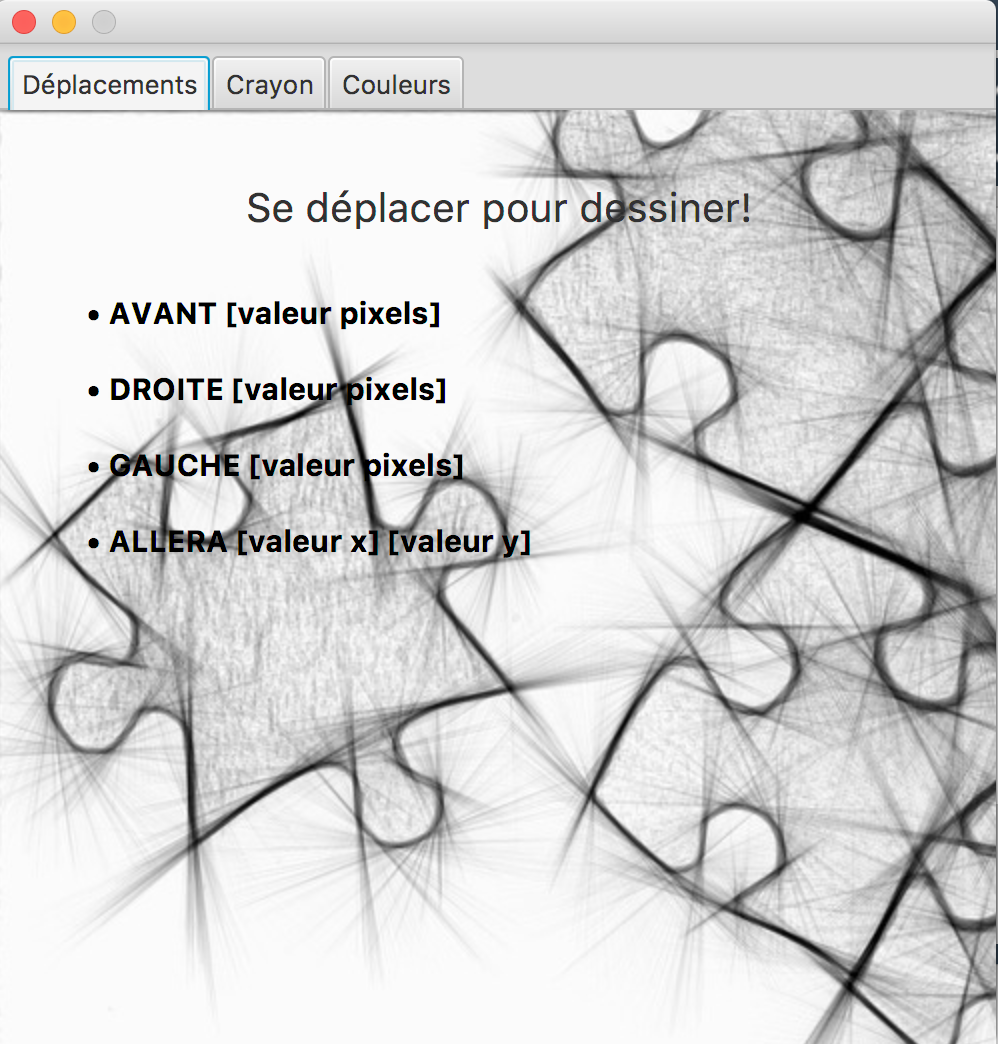 Déplacements Crayon Couleurs
Se déplacer pour dessiner!
• AVANT [valeur pixels]
• DROITE [valeur pixels]
• GAUCHE [valeur pixels]
• ALLERA [valeur x] [valeur y]